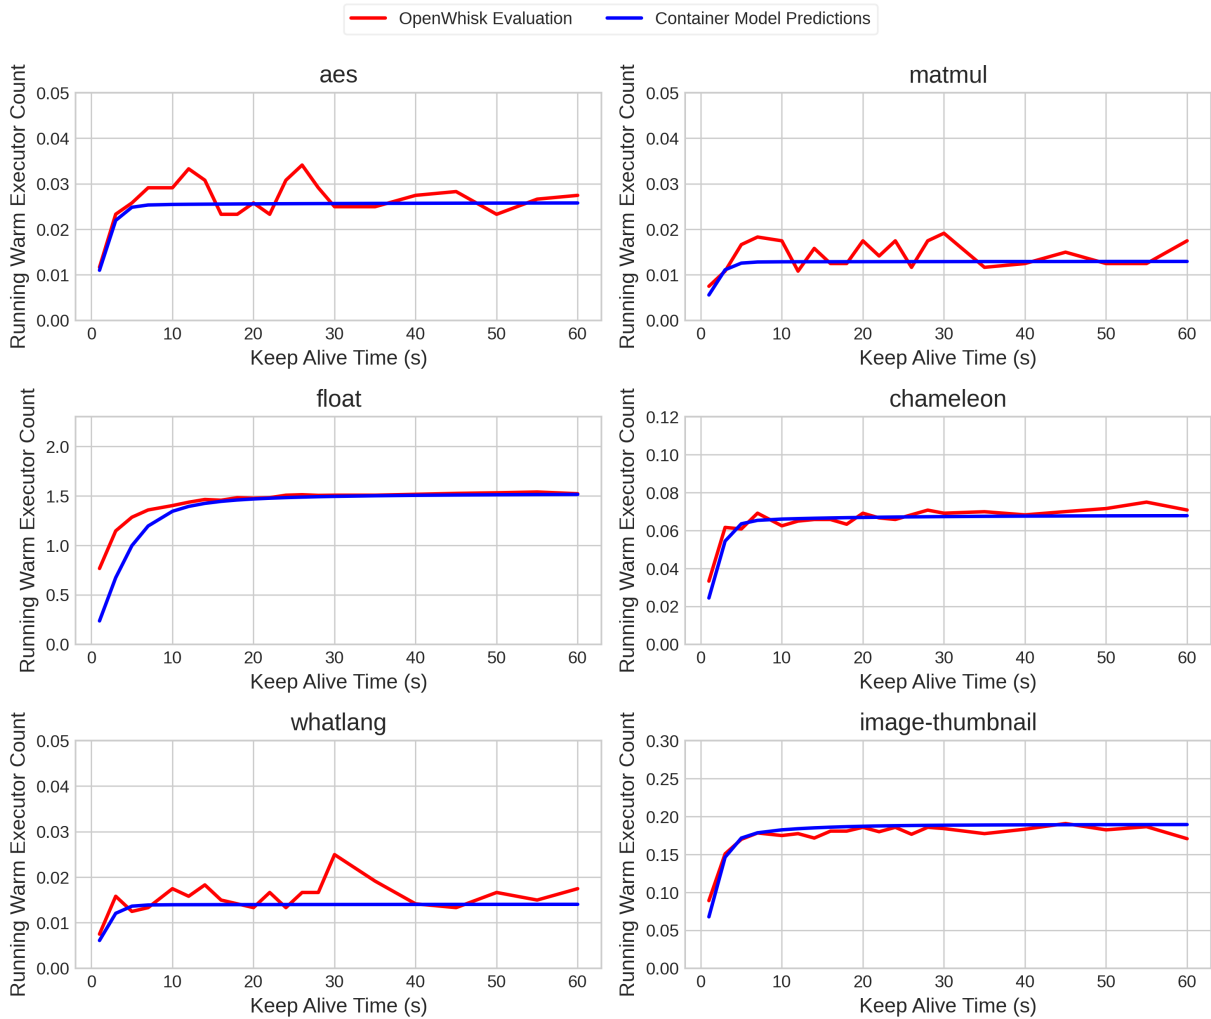 OpenWhisk Evaluation Container Model Predictions
aes
Running Warm Executor Count
0.05
0.04
0.03
0.02
0.01
0.00
0 10 20 30 40 50 60
Keep Alive Time (s)
matmul
Running Warm Executor Count
0.05
0.04
0.03
0.02
0.01
0.00
0 10 20 30 40 50 60
Keep Alive Time (s)
float
Running Warm Executor Count
2.0
1.5
1.0
0.5
0.0
0 10 20 30 40 50 60
Keep Alive Time (s)
chameleon
Running Warm Executor Count
0.12
0.10
0.08
0.06
0.04
0.02
0.00
0 10 20 30 40 50 60
Keep Alive Time (s)
whatlang
Running Warm Executor Count
0.05
0.04
0.03
0.02
0.01
0.00
0 10 20 30 40 50 60
Keep Alive Time (s)
image-thumbnail
Running Warm Executor Count
0.30
0.25
0.20
0.15
0.10
0.05
0.00
0 10 20 30 40 50 60
Keep Alive Time (s)